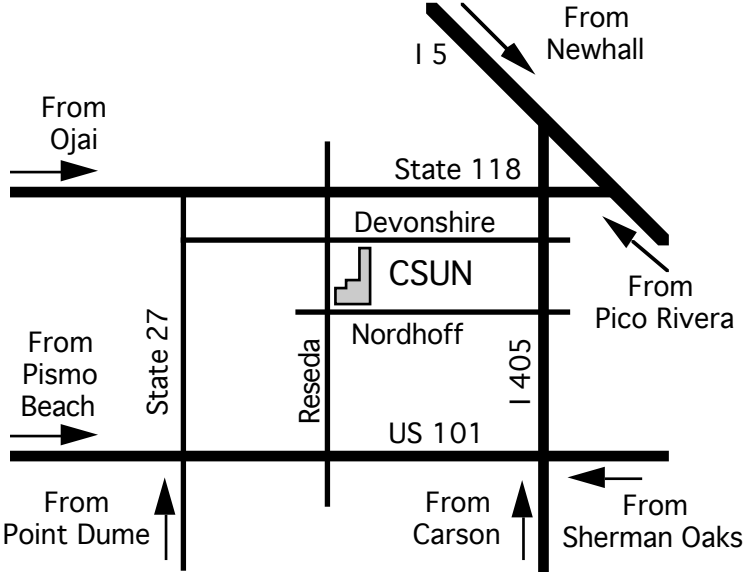 From
Newhall
I 5
From
Ojai
State 118
Devonshire
CSUN
From
Pico Rivera
Nordhoff
From
Pismo
Beach
State 27
Reseda
I 405
US 101
From
Point Dume
From
Carson
From
Sherman Oaks